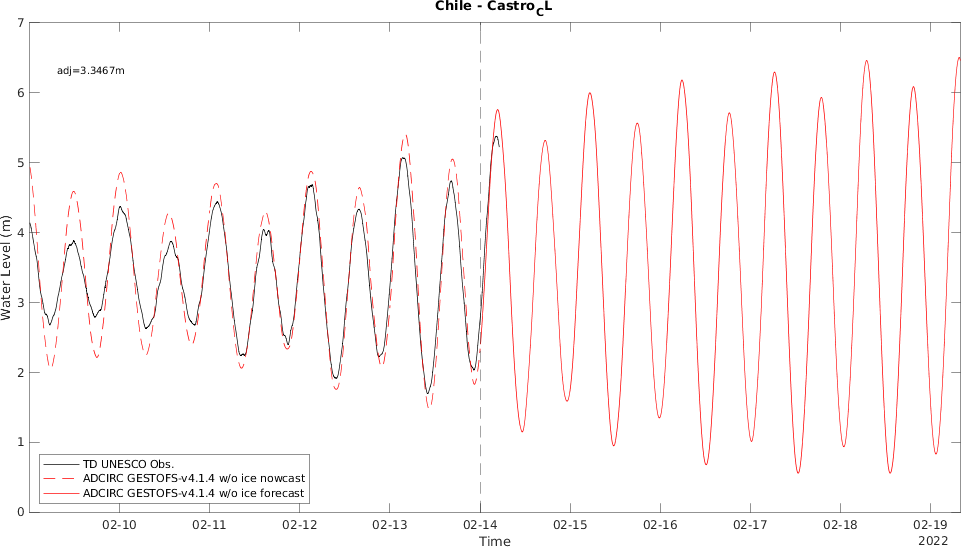 Chile - Castro_CL
7
adj=3.3467m
6
5
4
3
2
1
0
Water Level (m)
TD UNESCO Obs.
ADCIRC GESTOFS-v4.1.4 w/o ice nowcast
ADCIRC GESTOFS-v4.1.4 w/o ice forecast
02-10 02-11 02-12 02-13 02-14 02-15 02-16 02-17 02-18 02-19
Time
2022